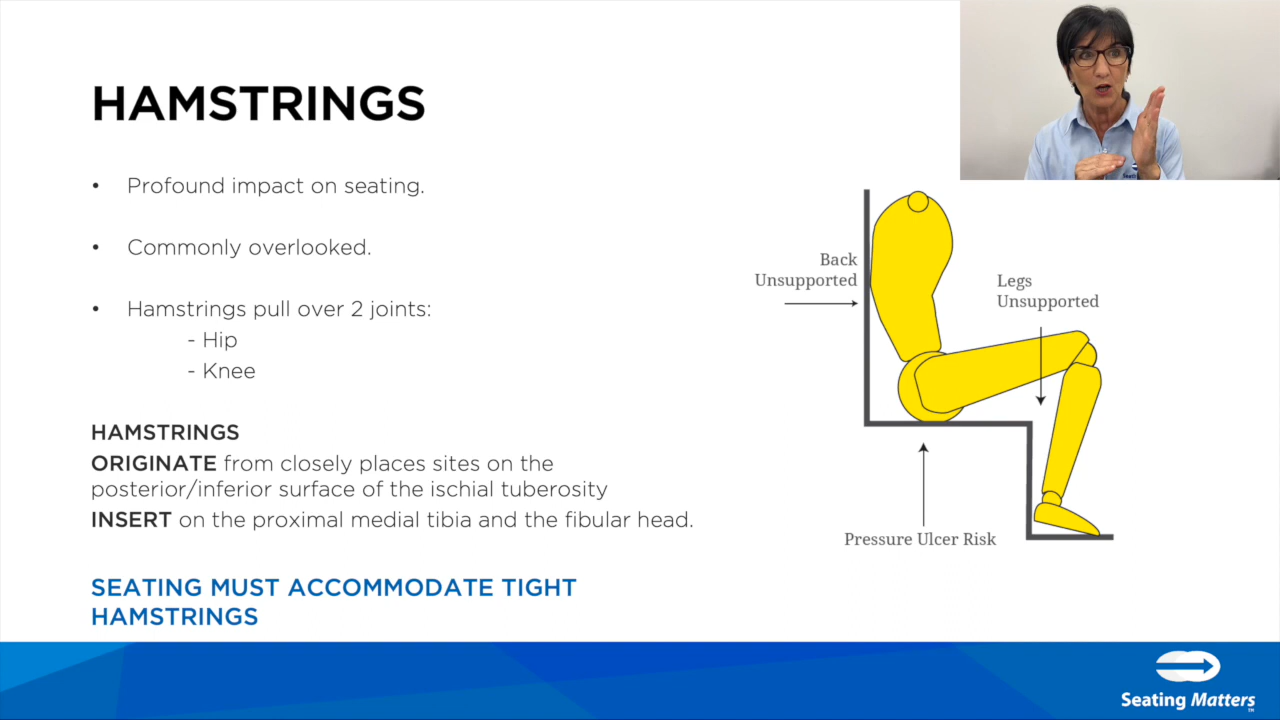 HAMSTRINGS
• Profound impact on seating.
• Commonly overlooked.
• Hamstrings pull over 2 joints:
- Hip
- Knee
HAMSTRINGS
ORIGINATE from closely places sites on the
posterior/inferior surface of the ischial tuberosity
INSERT on the proximal medial tibia and the fibular head.
SEATING MUST ACCOMMODATE TIGHT
HAMSTRINGS
Back
Unsupported
Legs
Unsupported
Pressure Ulcer Risk
Seating Matters
TM